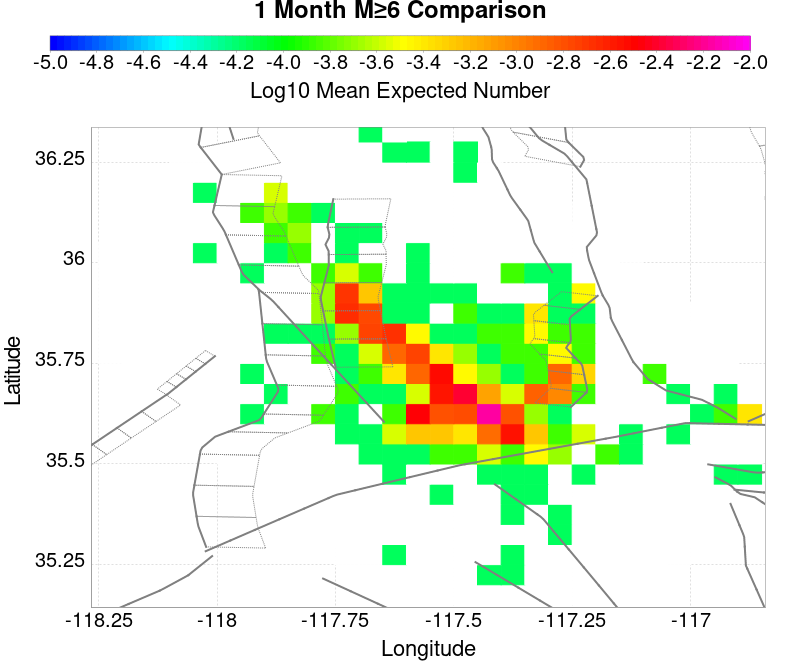 1 Month M≥6 Comparison
-5.0 -4.8 -4.6 -4.4 -4.2 -4.0 -3.8 -3.6 -3.4 -3.2 -3.0 -2.8 -2.6 -2.4 -2.2 -2.0
Log10 Mean Expected Number
36.25
36
35.75
35.5
35.25
Latitude
-118.25 -118 -117.75 -117.5 -117.25 -117
Longitude